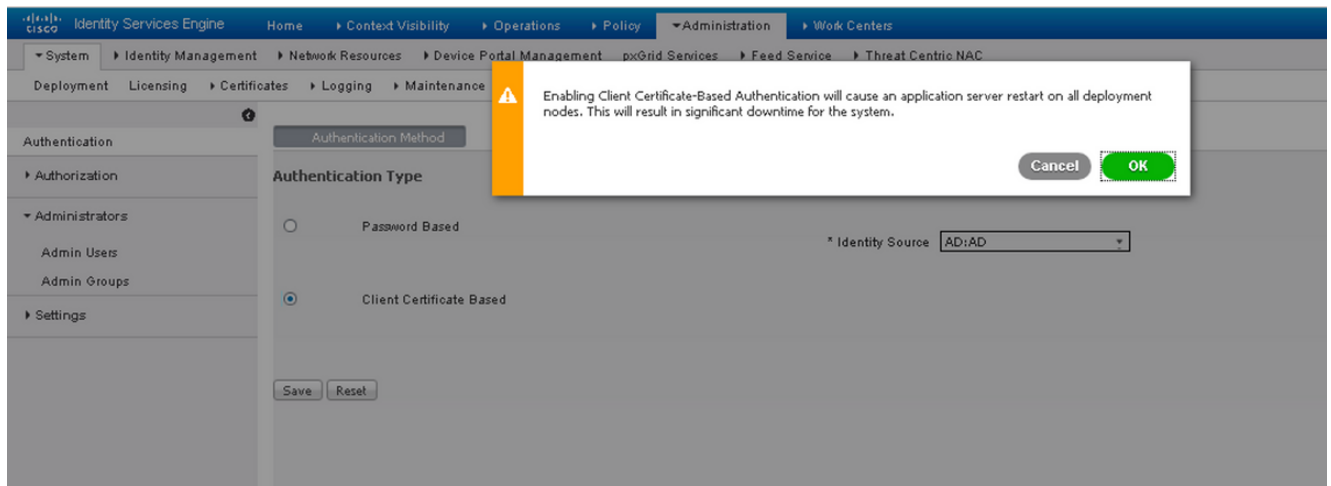 cisco Identity Services Engine Home Context Visibility Operations Policy Administration Work Centers
System Identity Management Network Resources Device Portal Management pxGrid Services Feed Service Threat Centric NAC
Deployment Licensing Certificates Logging Maintenance
Enabling Client Certificate-Based Authentication will cause an application server restart on all deployment
nodes. This will result in significant downtime for the system.
Cancel OK
Authentication
Authorization
Administrators
Admin Users
Admin Groups
Settings
Authentication Method
Authentication Type
Password Based
* Identity Source AD:AD
Client Certificate Based
Save Reset